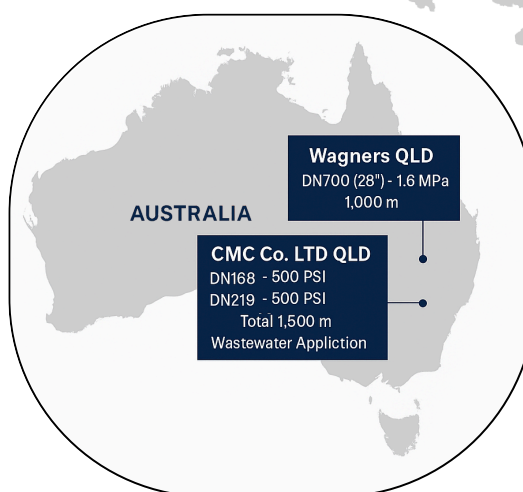 Wagners QLD
DN700 (28") - 1.6 MPa
1,000 m
AUSTRALIA
CMC Co. LTD QLD
DN168 - 500 PSI
DN219 - 500 PSI
Total 1,500 m
Wastewater Appliction